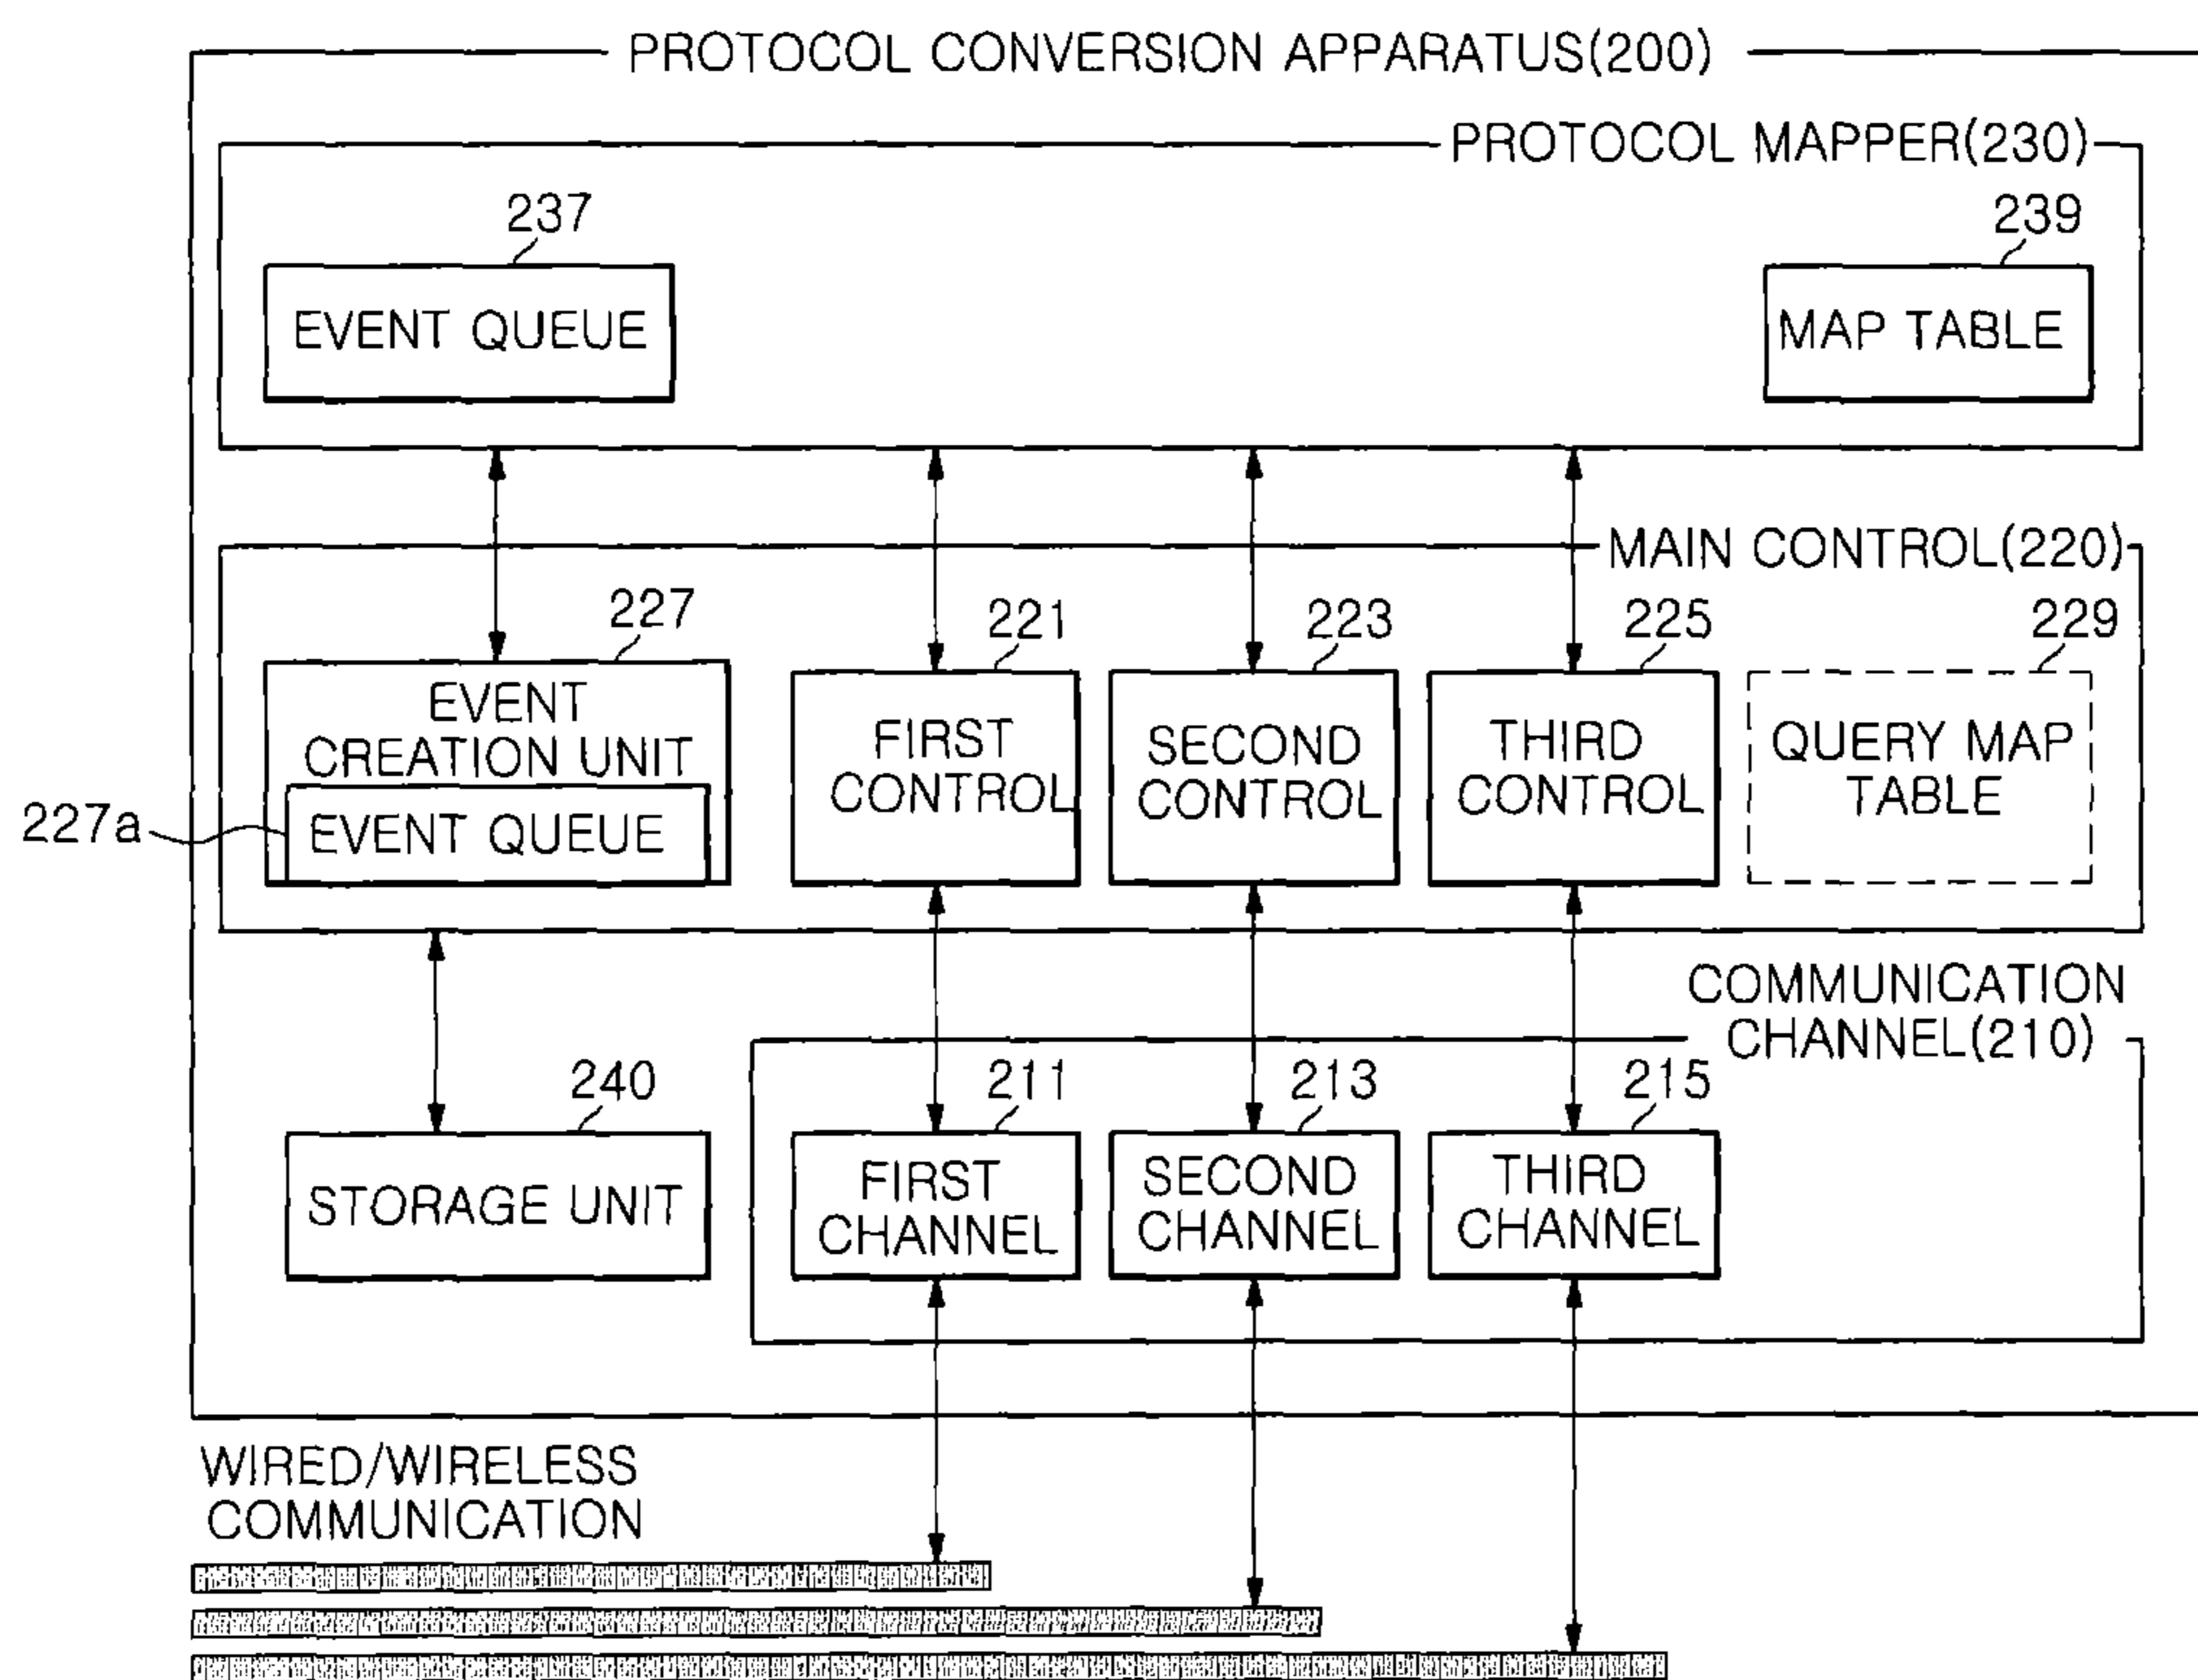 PROTOCOL CONVERSION APPARATUS(200)
PROTOCOL MAPPER(230)
237
239
EVENT QUEUE
MAP TABLE
MAIN CONTROL(220)
227
221
223
225
229
EVENT
CREATION UNIT
FIRST
CONTROL
SECOND
CONTROL
THIRD
CONTROL
QUERY MAP
TABLE
227a
EVENT QUEUE
COMMUNICATION
CHANNEL(210)
240
211
213
215
STORAGE UNIT
FIRST
CHANNEL
SECOND
CHANNEL
THIRD
CHANNEL
WIRED/WIRELESS
COMMUNICATION